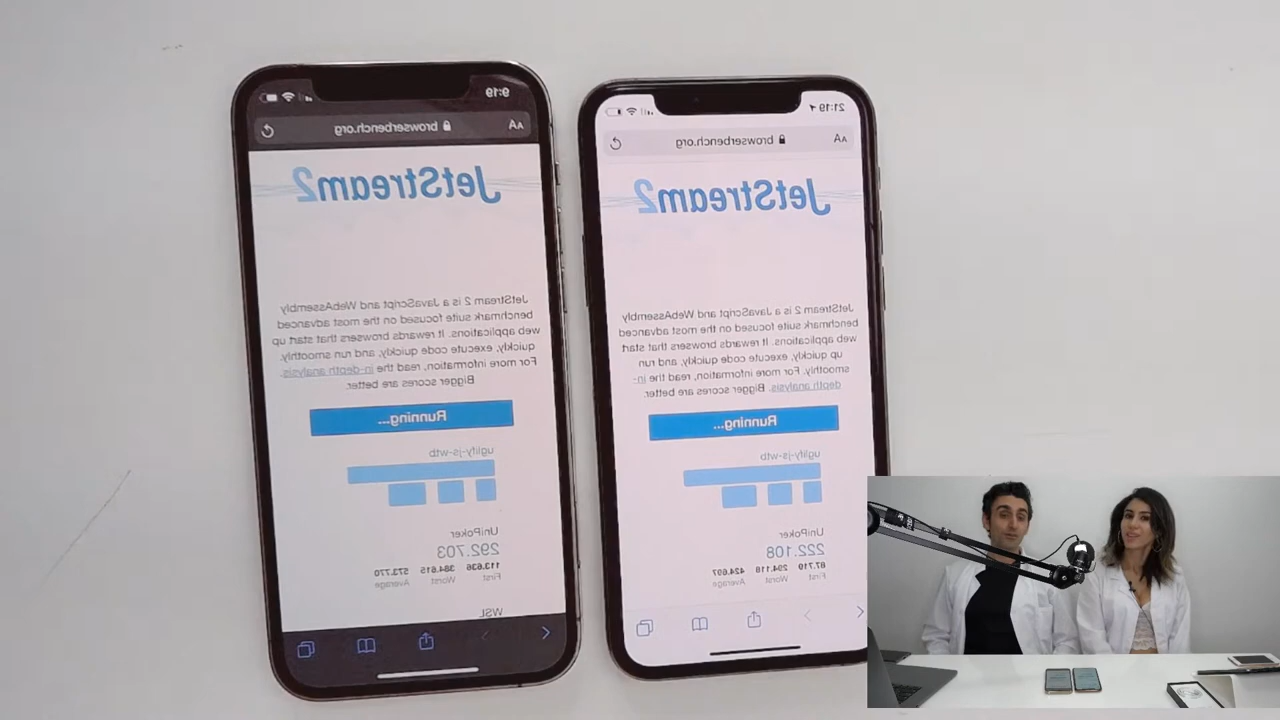 9:19
AA browserbench.org
JetStream2
JetStream 2 is a JavaScript and WebAssembly
benchmark suite focused on the most advanced
web applications. It rewards browsers that start up
quickly, execute code quickly, and run smoothly.
For more information, read the in-depth analysis.
Bigger scores are better.
Running...
uglify-js-wtb
UniPoker
292.703
113.636 384.615 573.770
First Worst Average
WSL
21:19
AA browserbench.org
JetStream2
JetStream 2 is a JavaScript and WebAssembly
benchmark suite focused on the most advanced
web applications. It rewards browsers that start
up quickly, execute code quickly, and run
smoothly. For more information, read the in-
depth analysis. Bigger scores are better.
Running...
uglify-js-wtb
UniPoker
222.108
87.719 294.118 424.697
First Worst Average